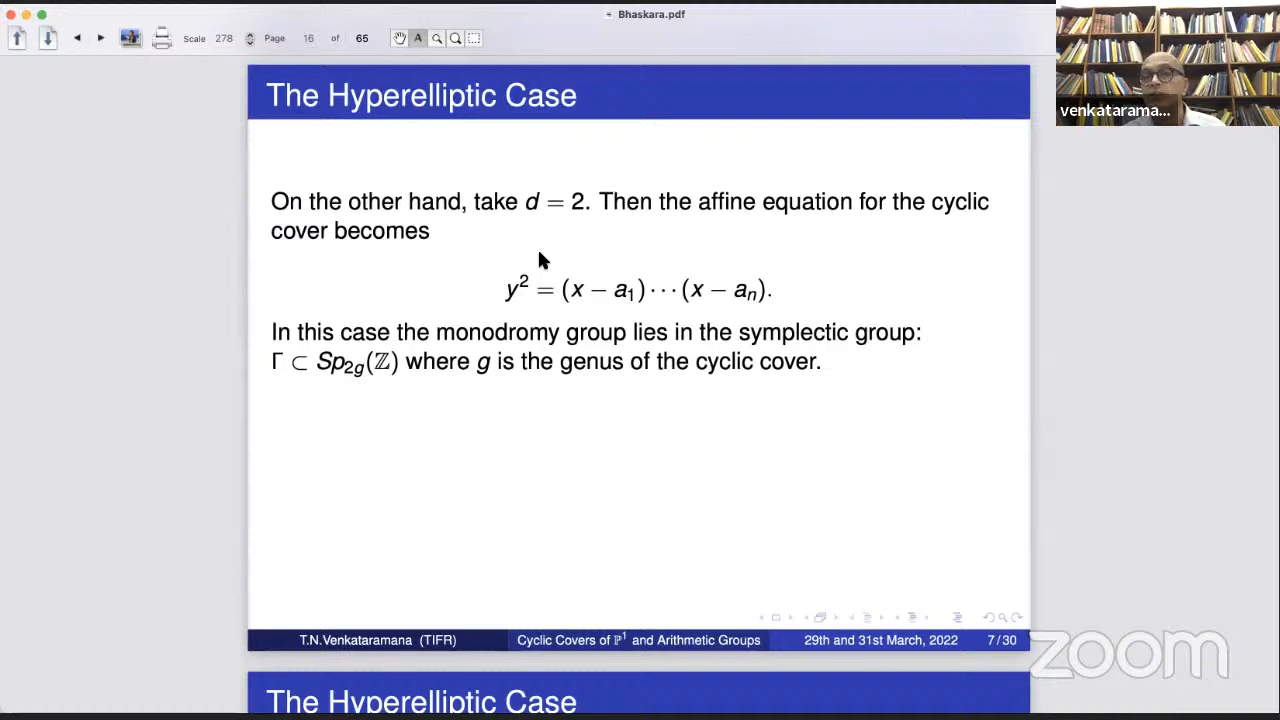 Bhaskara.pdf
Scale 278 Page 16 of 65
A
venkatarama...
The Hyperelliptic Case
On the other hand, take d = 2. Then the affine equation for the cyclic
cover becomes
y² = (x − a₁) ⋯ (x − aₙ).
In this case the monodromy group lies in the symplectic group:
Γ ⊂ Sp₂g(ℤ) where g is the genus of the cyclic cover.
T.N.Venkataramana (TIFR) Cyclic Covers of ℙ¹ and Arithmetic Groups 29th and 31st March, 2022 7 / 30
zoom
The Hyperelliptic Case